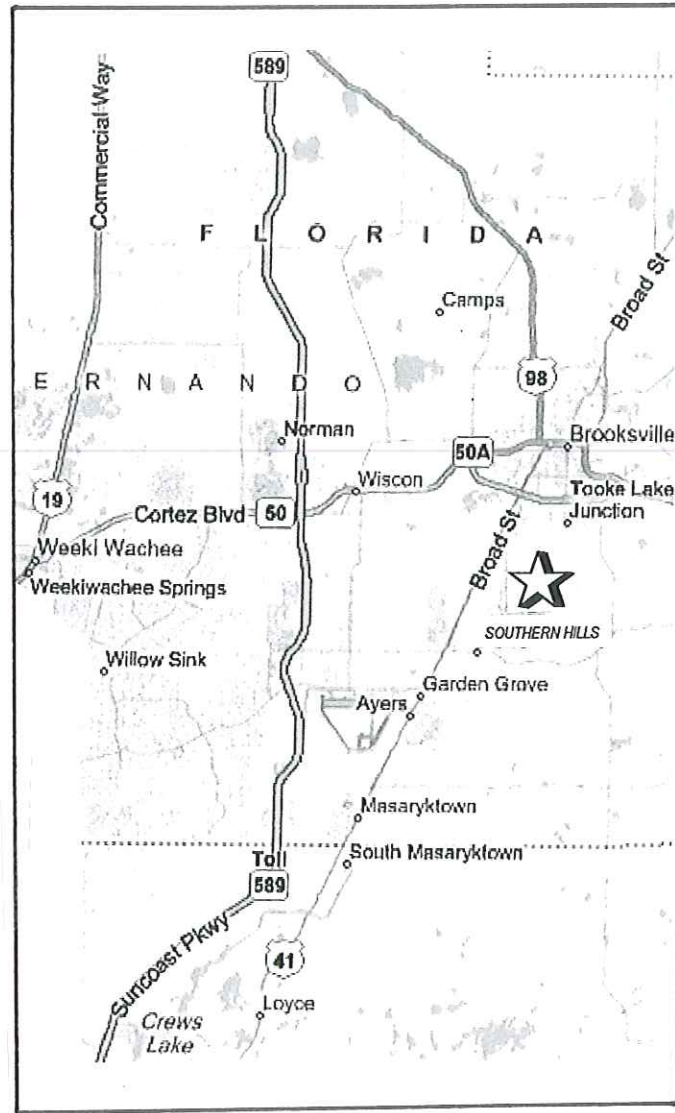 589
Commercial Way
F L O R I D A
Broad St
Camps
E R N A N D O
98
Norman
Brooksville
50A
Wiscon
19
Cortez Blvd
50
Tooke Lake
Junction
Weeki Wachee
Broad St
Weekiwachee Springs
SOUTHERN HILLS
Willow Sink
Garden Grove
Ayers
Masaryktown
South Masaryktown
Toll
589
Suncoast Pkwy
41
Loyce
Crews
Lake